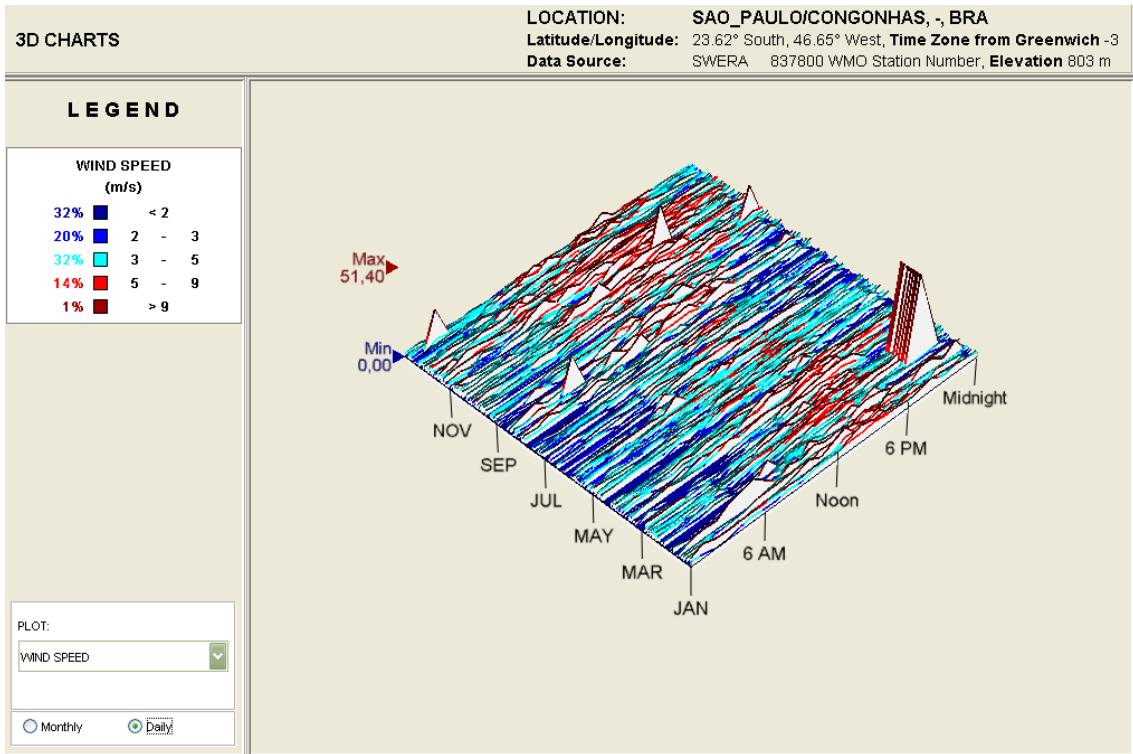 3D CHARTS
LOCATION: SAO_PAULO/CONGONHAS, -, BRA
Latitude/Longitude: 23.62° South, 46.65° West, Time Zone from Greenwich -3
Data Source: SWERA 837800 WMO Station Number, Elevation 803 m
LEGEND
WIND SPEED
(m/s)
32% < 2
20% 2 - 3
32% 3 - 5
14% 5 - 9
1% > 9
Max
51,40
Min
0,00
NOV
SEP
JUL
MAY
MAR
JAN
6 AM
Noon
6 PM
Midnight
PLOT:
WIND SPEED
Monthly Daily